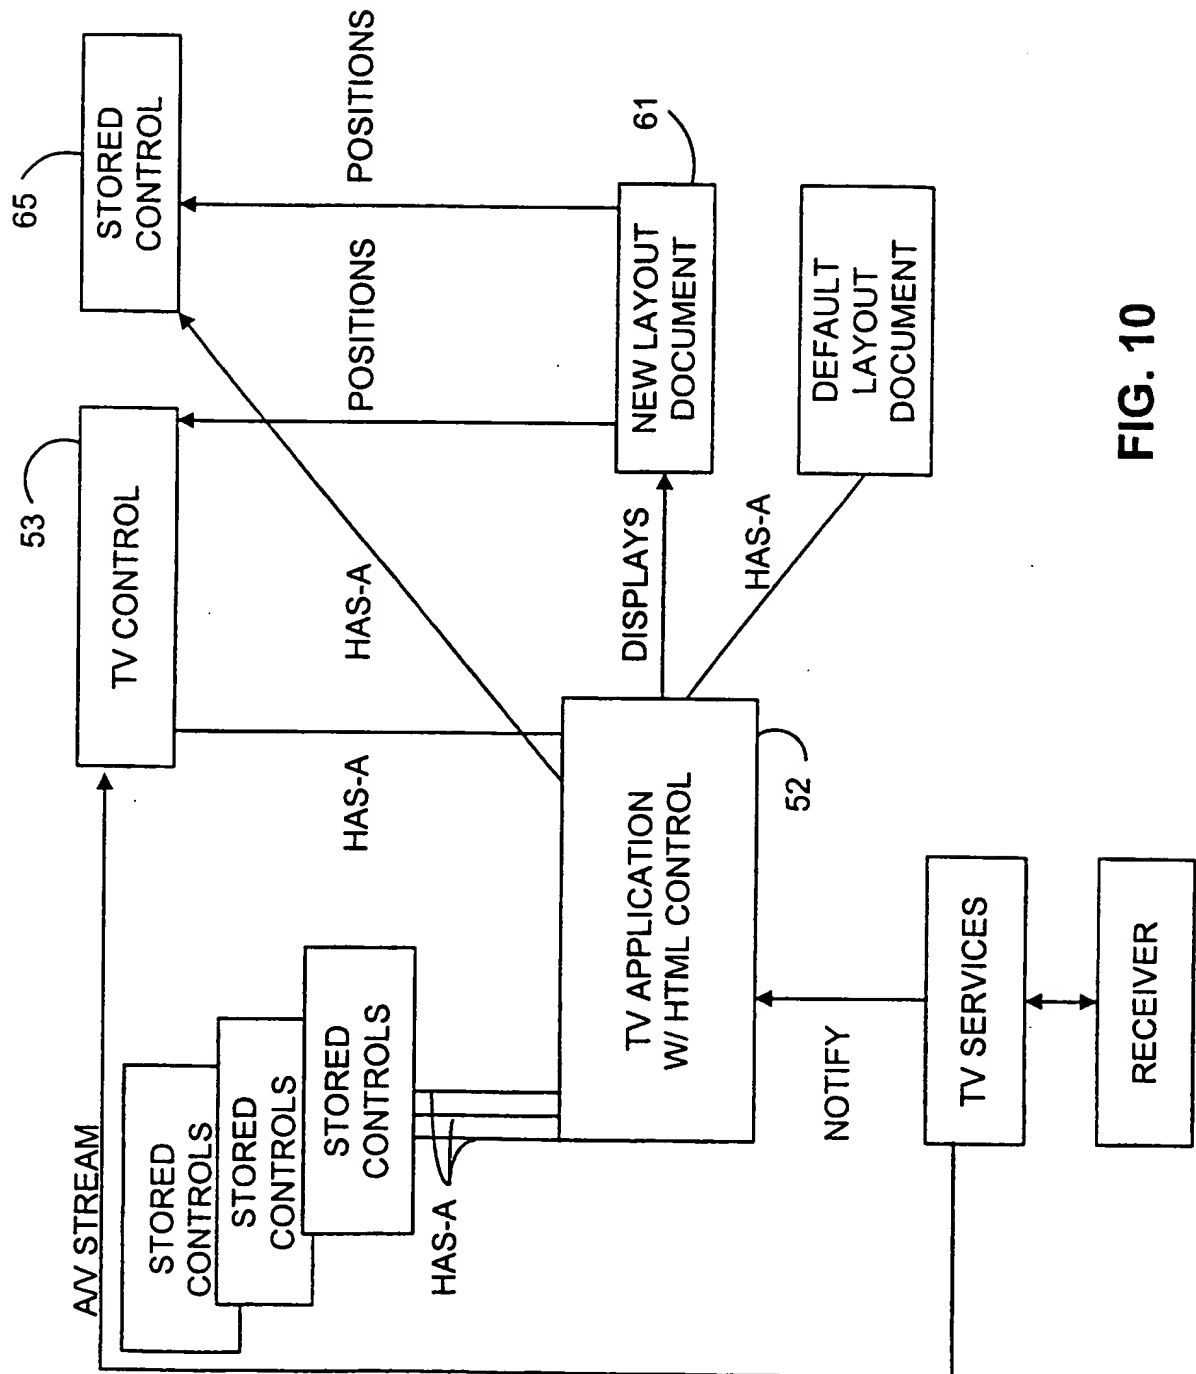 A/V STREAM
STORED
CONTROLS
STORED
CONTROLS
STORED
CONTROLS
HAS-A
53
TV CONTROL
65
STORED
CONTROL
HAS-A
HAS-A
POSITIONS
POSITIONS
TV APPLICATION
W/ HTML CONTROL
52
DISPLAYS
61
NEW LAYOUT
DOCUMENT
HAS-A
DEFAULT
LAYOUT
DOCUMENT
NOTIFY
TV SERVICES
RECEIVER
FIG. 10